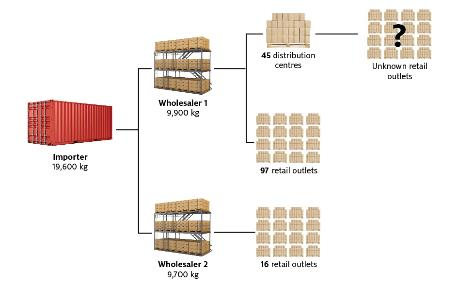 Importer
19,600 kg
Wholesaler 1
9,900 kg
45 distribution
centres
?
Unknown retail
outlets
97 retail outlets
Wholesaler 2
9,700 kg
16 retail outlets